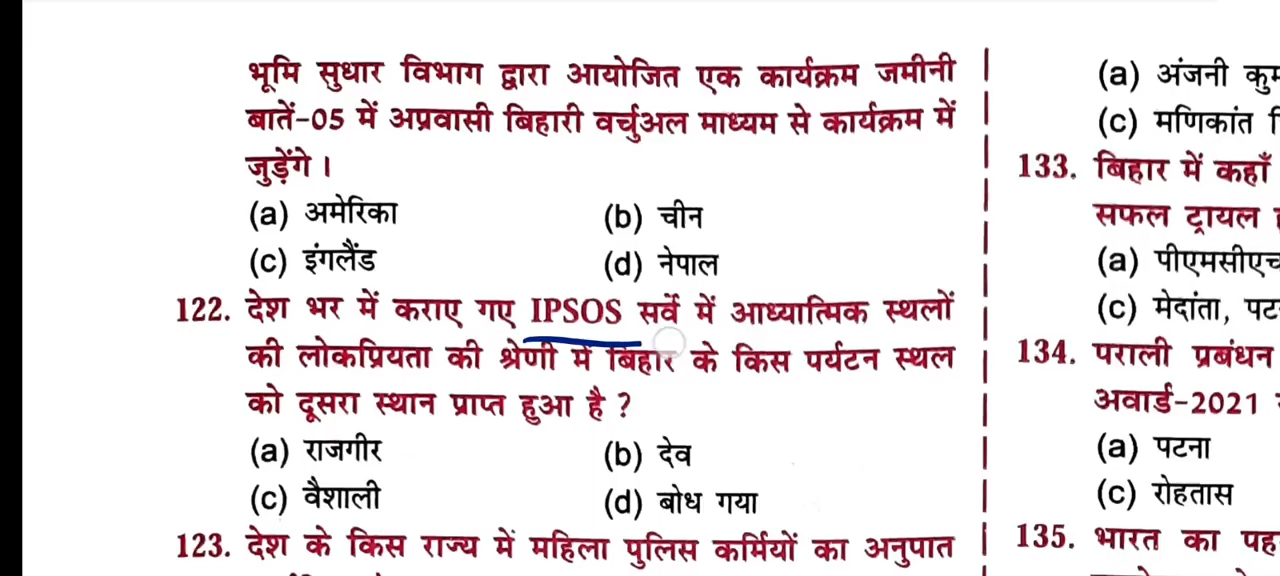 भूमि सुधार विभाग द्वारा आयोजित एक कार्यक्रम जमीनी
बातें-05 में अप्रवासी बिहारी वर्चुअल माध्यम से कार्यक्रम में
जुड़ेंगे।
(a) अमेरिका (b) चीन
(c) इंगलैंड (d) नेपाल
122. देश भर में कराए गए IPSOS सर्वे में आध्यात्मिक स्थलों
की लोकप्रियता की श्रेणी में बिहार के किस पर्यटन स्थल
को दूसरा स्थान प्राप्त हुआ है ?
(a) राजगीर (b) देव
(c) वैशाली (d) बोध गया
123. देश के किस राज्य में महिला पुलिस कर्मियों का अनुपात
(a) अंजनी
(c) मणिकांत
133. बिहार में कहाँ
सफल ट्रायल
(a)
(c) मेदांता,
134. पराली प्रबंधन
अवार्ड-2021
(a) पटना
(c) रोहतास
135. भारत का